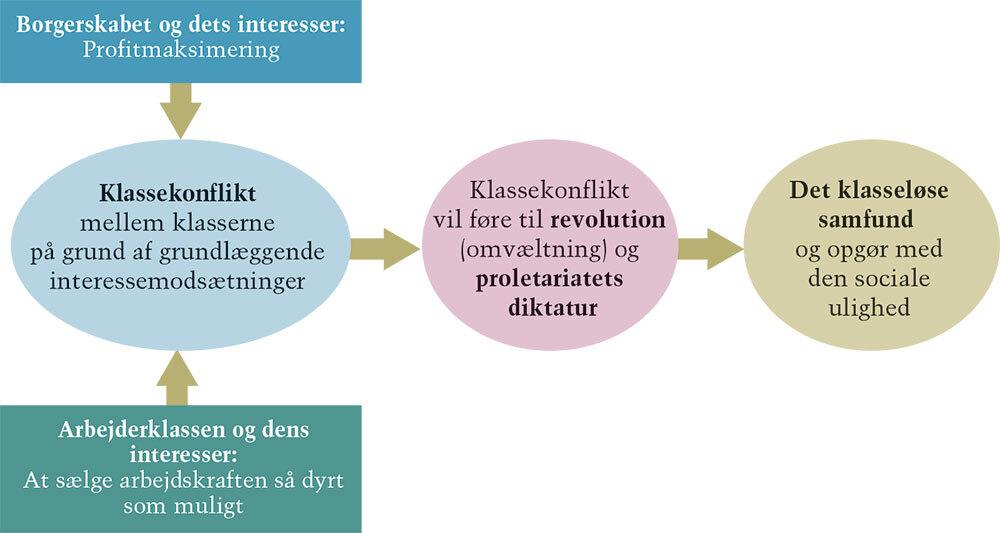 Borgerskabet og dets interesser:
Profitmaksimering
Klassekonflikt
mellem klasserne
på grund af grundlæggende
interessemodsætninger
Klassekonflikt
vil føre til revolution
(omvæltning) og
proletariatets
diktatur
Det klasseløse
samfund
og opgør med
den sociale
ulighed
Arbejderklassen og dens
interesser:
At sælge arbejdskraften så dyrt
som muligt